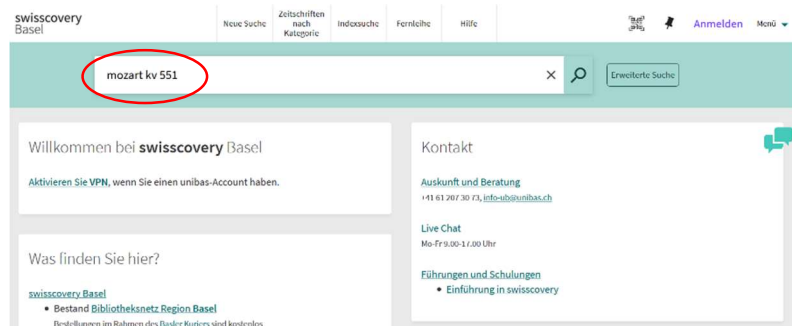 swisscovery
Basel
Neue Suche
Zeitschriften
nach
Kategorie
Indexsuche
Fernleihe
Hilfe
Anmelden
Menü
mozart kv 551
Erweiterte Suche
Willkommen bei swisscovery Basel
Aktivieren Sie VPN, wenn Sie einen unibas-Account haben.
Was finden Sie hier?
swisscovery Basel
• Bestand Bibliotheksnetz Region Basel
Bestellungen im Rahmen des Basler Kuriers sind kostenlos
Kontakt
Auskunft und Beratung
+41 61 207 30 73, info-ub@unibas.ch
Live Chat
Mo-Fr 9.00-17.00 Uhr
Führungen und Schulungen
• Einführung in swisscovery